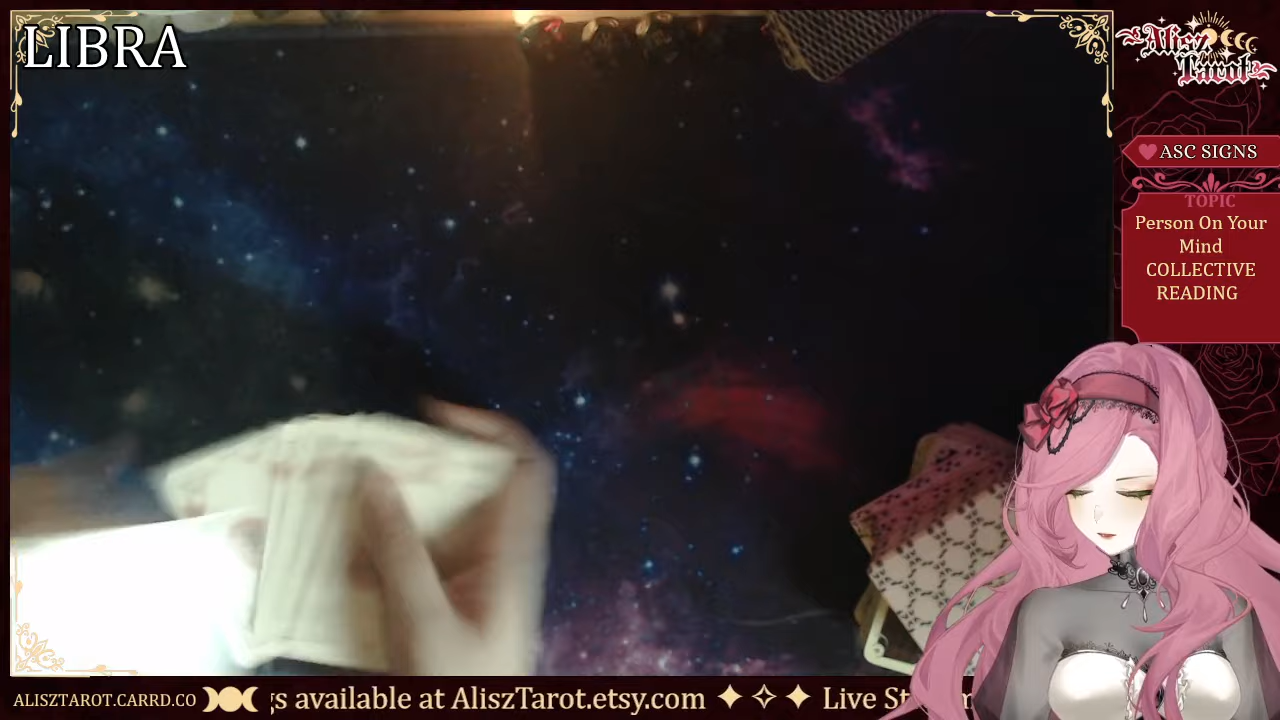 LIBRA
Alisz
Tarot
ASC SIGNS
TOPIC
Person On Your
Mind
COLLECTIVE
READING
ALISZTAROT.CARRD.CO
gs available at AliszTarot.etsy.com ✦ ✧ ✦ Live St